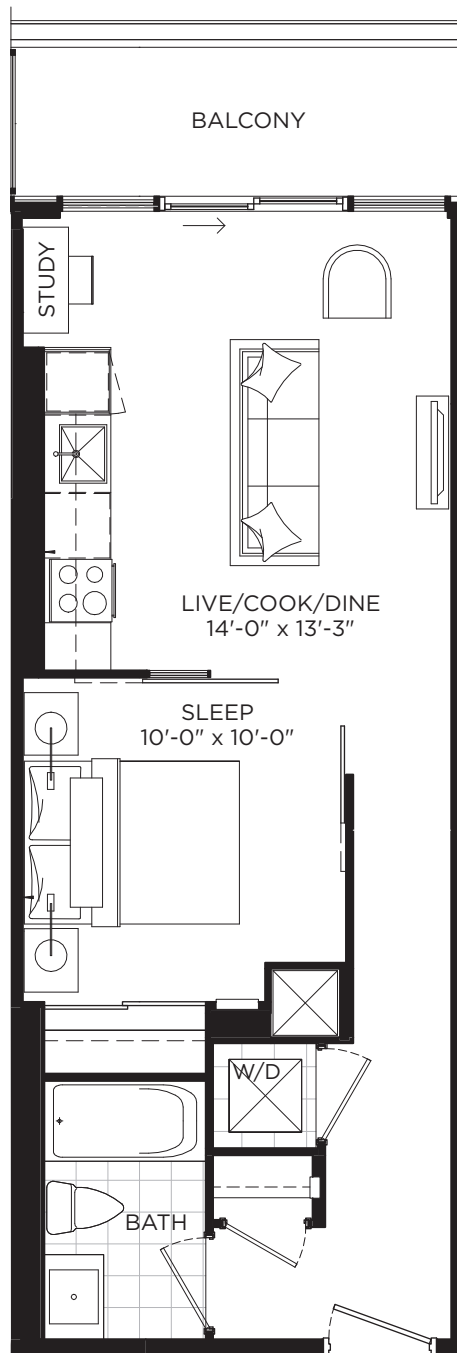 BALCONY
STUDY
LIVE/COOK/DINE
14'-0" x 13'-3"
SLEEP
10'-0" x 10'-0"
W/D
BATH